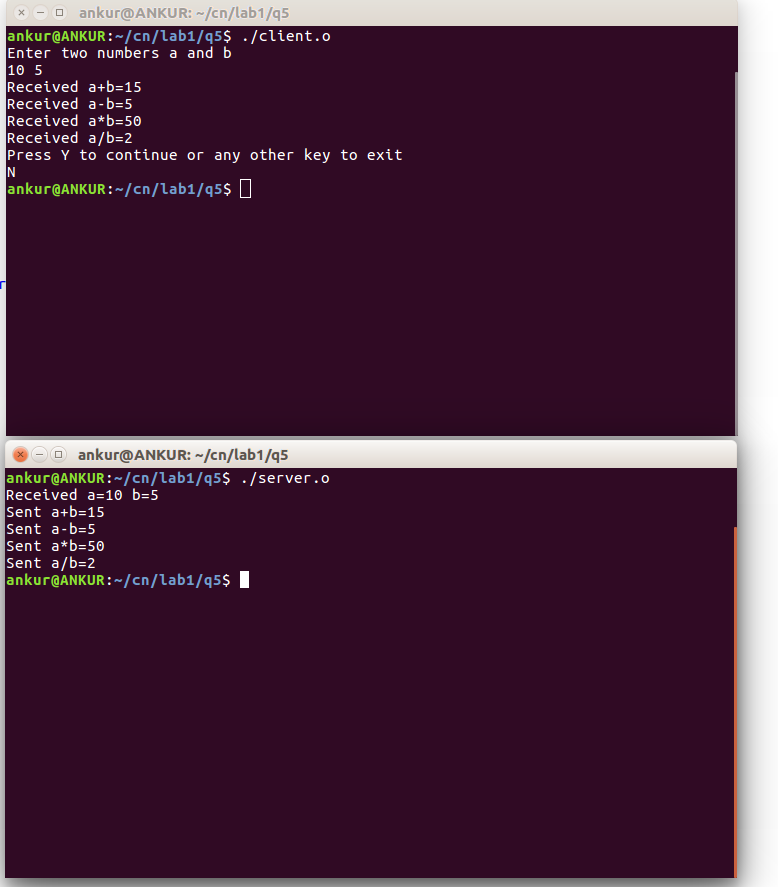 ankur@ANKUR: ~/cn/lab1/q5
ankur@ANKUR:~/cn/lab1/q5$ ./client.o
Enter two numbers a and b
10 5
Received a+b=15
Received a-b=5
Received a*b=50
Received a/b=2
Press Y to continue or any other key to exit
N
ankur@ANKUR:~/cn/lab1/q5$
r
ankur@ANKUR: ~/cn/lab1/q5
ankur@ANKUR:~/cn/lab1/q5$ ./server.o
Received a=10 b=5
Sent a+b=15
Sent a-b=5
Sent a*b=50
Sent a/b=2
ankur@ANKUR:~/cn/lab1/q5$